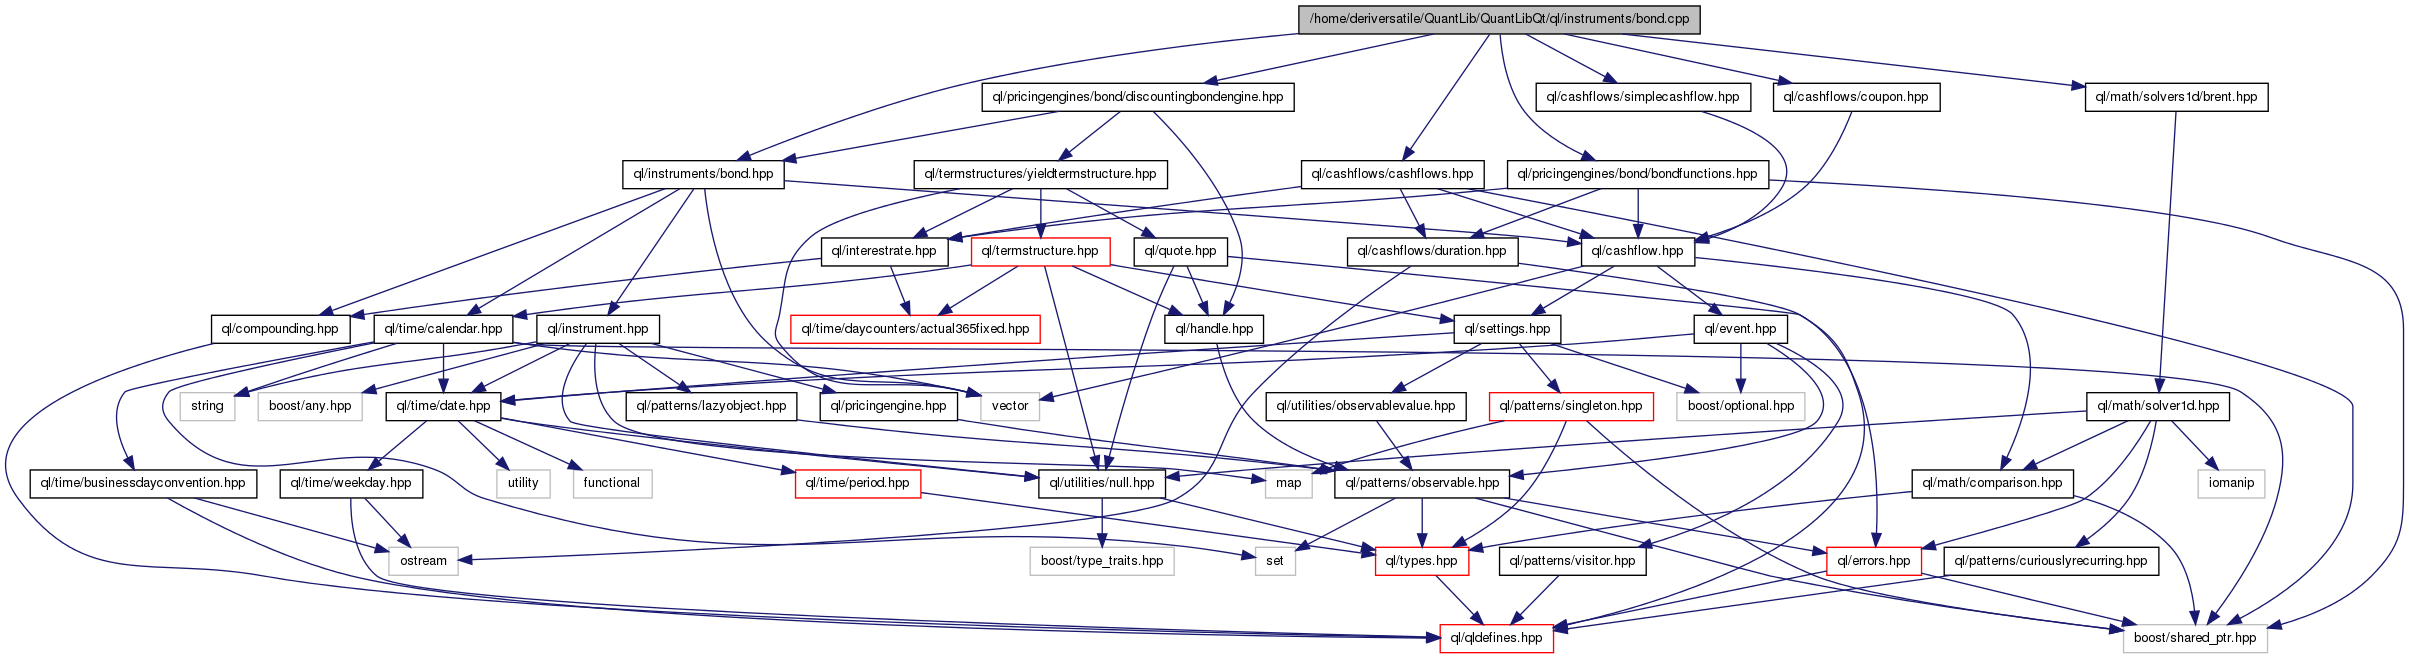 /home/deriversatile/QuantLib/QuantLibQt/ql/instruments/bond.cpp
ql/pricingengines/bond/discountingbondengine.hpp
ql/cashflows/simplecashflow.hpp
ql/cashflows/coupon.hpp
ql/math/solvers1d/brent.hpp
ql/instruments/bond.hpp
ql/termstructures/yieldtermstructure.hpp
ql/cashflows/cashflows.hpp
ql/pricingengines/bond/bondfunctions.hpp
ql/interestrate.hpp
ql/termstructure.hpp
ql/quote.hpp
ql/cashflows/duration.hpp
ql/cashflow.hpp
ql/compounding.hpp
ql/time/calendar.hpp
ql/instrument.hpp
ql/time/daycounters/actual365fixed.hpp
ql/handle.hpp
ql/settings.hpp
ql/event.hpp
string
boost/any.hpp
ql/time/date.hpp
ql/patterns/lazyobject.hpp
ql/pricingengine.hpp
vector
ql/utilities/observablevalue.hpp
ql/patterns/singleton.hpp
boost/optional.hpp
ql/math/solver1d.hpp
ql/time/businessdayconvention.hpp
ql/time/weekday.hpp
utility
functional
ql/time/period.hpp
ql/utilities/null.hpp
map
ql/patterns/observable.hpp
ql/math/comparison.hpp
iomanip
ostream
boost/type_traits.hpp
set
ql/types.hpp
ql/patterns/visitor.hpp
ql/errors.hpp
ql/patterns/curiouslyrecurring.hpp
ql/qldefines.hpp
boost/shared_ptr.hpp